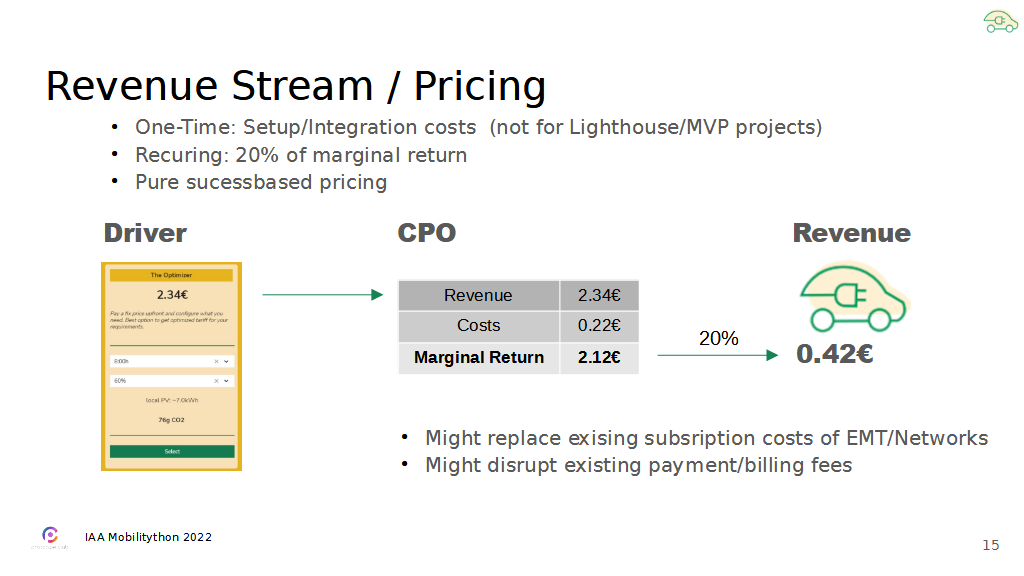 Revenue Stream / Pricing
• One-Time: Setup/Integration costs (not for Lighthouse/MVP projects)
• Recuring: 20% of marginal return
• Pure sucessbased pricing
Driver
CPO
Revenue
The Optimizer
2.34€
Pay a fix price upfront and configure what you
need. Best option to get optimized tariff for your
requirements.
8:00h
60%
local PV: ~7.0kWh
76g CO2
Select
Revenue 2.34€
Costs 0.22€
Marginal Return 2.12€
20%
0.42€
• Might replace exising subsription costs of EMT/Networks
• Might disrupt existing payment/billing fees
IAA Mobilitython 2022
15